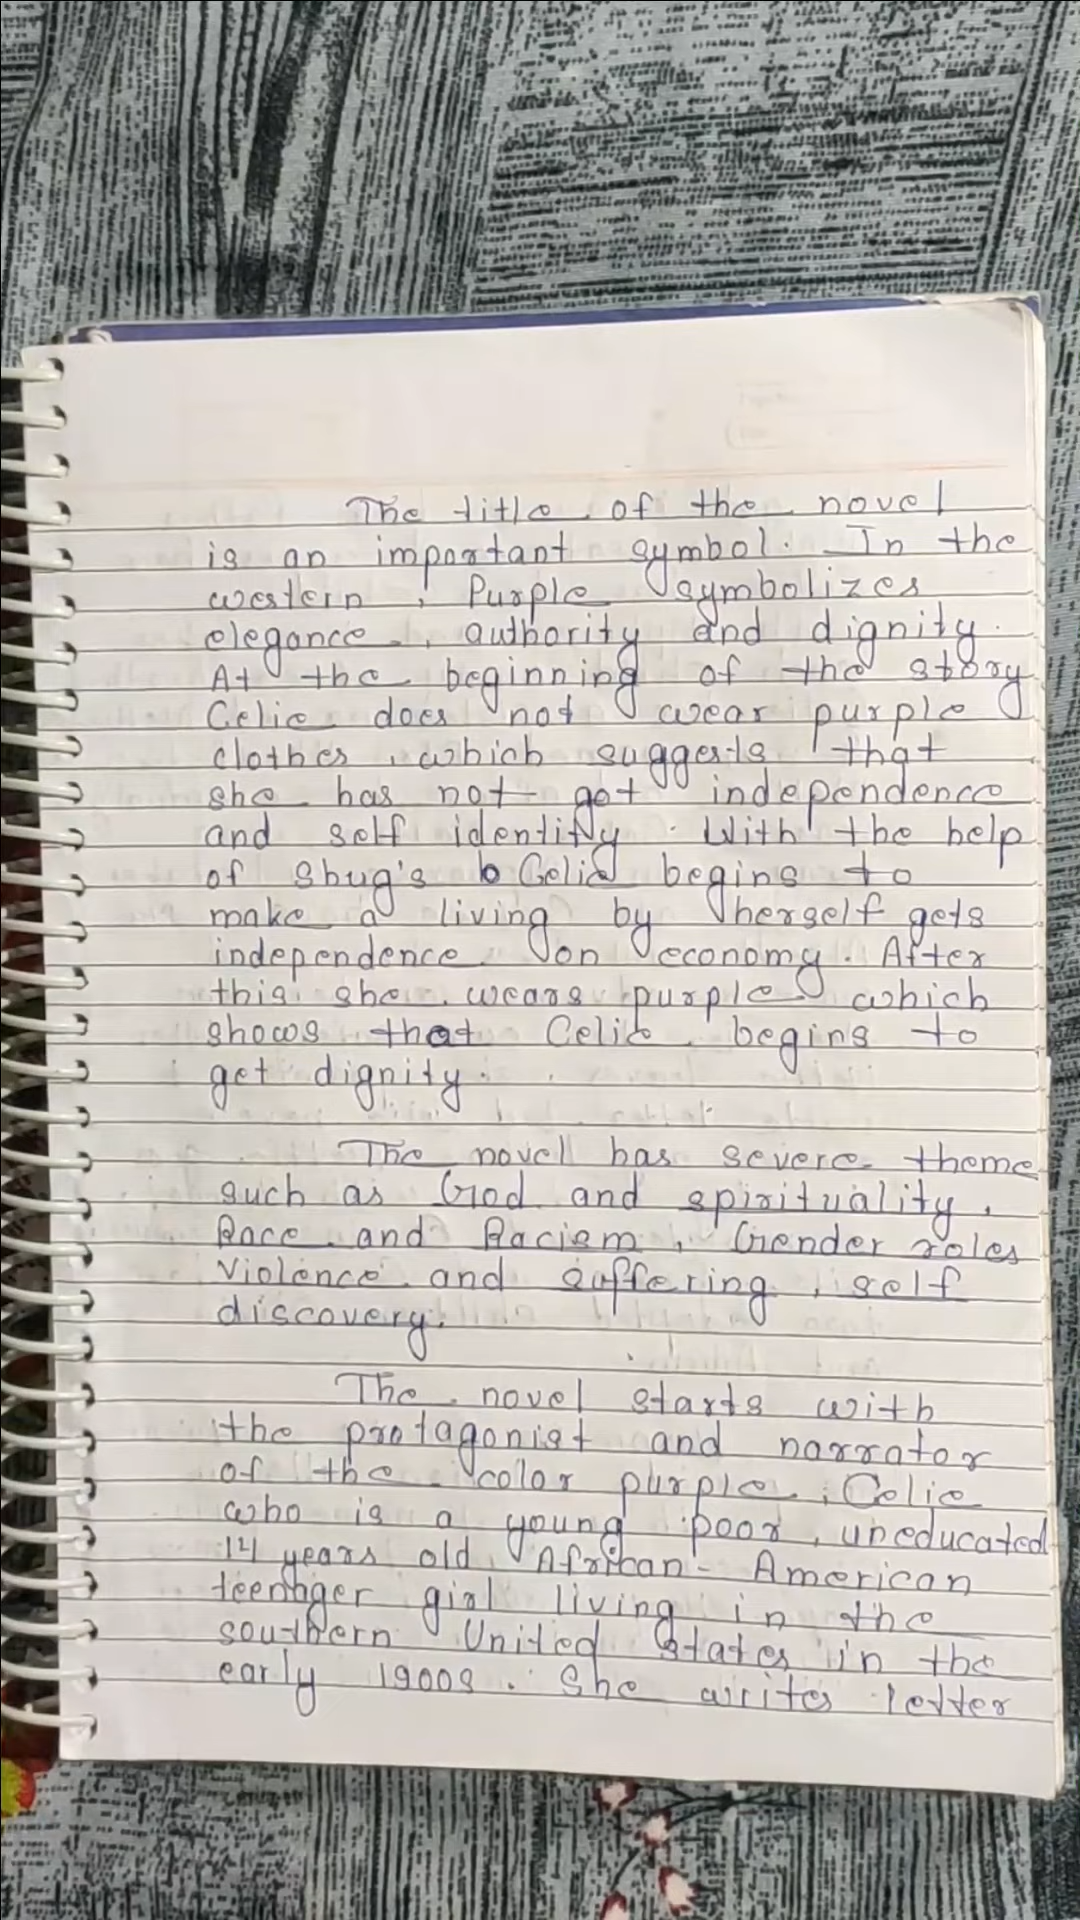 The title of the novel
is an important symbol. In the
western, Purple symbolizes
elegance, authority and dignity.
At the beginning of the story
Celie does not wear purple
clothes, which suggests that
she has not got independence
and self identity. With the help
of Shug's b Celie begins to
make a living by herself gets
independence on economy. After
this she wears purple which
shows that Celie begins to
get dignity.
The novel has severe theme
such as God and spirituality,
Race and Racism, Gender roles
Violence and suffering, self
discovery.
The novel starts with
the protagonist and narrator
of the color purple, Celie
who is a young poor, uneducated
14 years old African-American
teenager girl living in the
southern United States in the
early 1900s. She writes letter